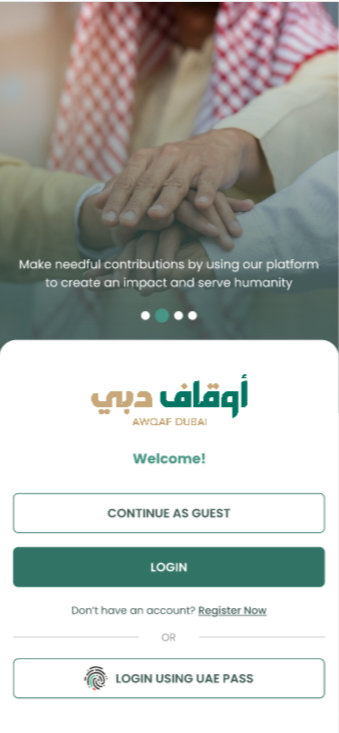 Make needful contributions by using our platform
to create an impact and serve humanity
أوقاف دبي
AWQAF DUBAI
Welcome!
CONTINUE AS GUEST
LOGIN
Don't have an account? Register Now
OR
LOGIN USING UAE PASS